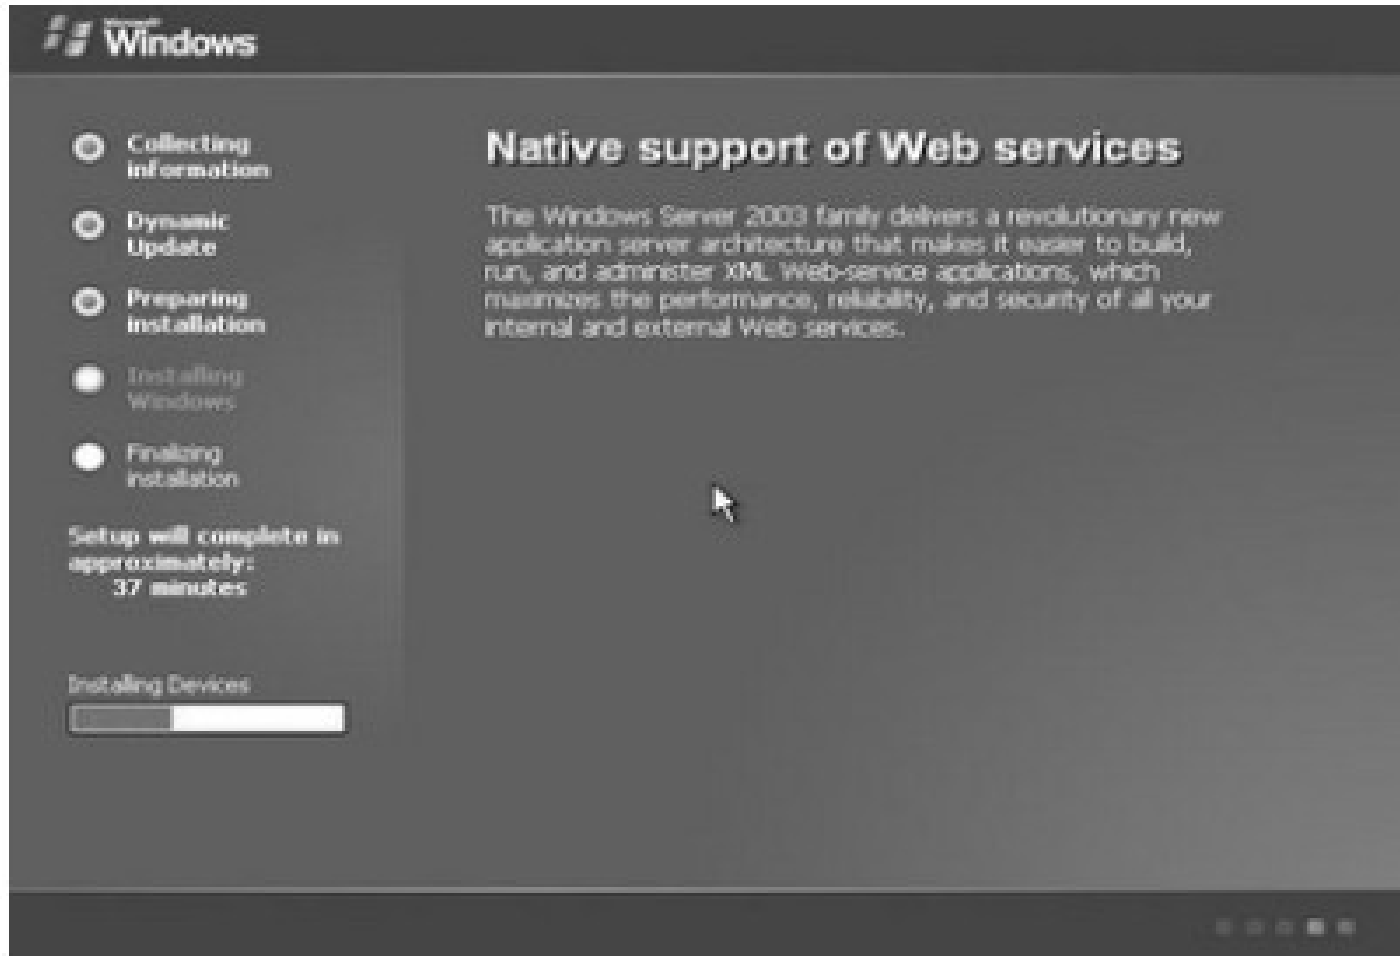 Microsoft
Windows
Collecting
information
Dynamic
Update
Preparing
installation
Installing
Windows
Finalizing
installation
Setup will complete in
approximately:
37 minutes
Installing Devices
Native support of Web services
The Windows Server 2003 family delivers a revolutionary new
application server architecture that makes it easier to build,
run, and administer XML Web-service applications, which
maximizes the performance, reliability, and security of all your
internal and external Web services.